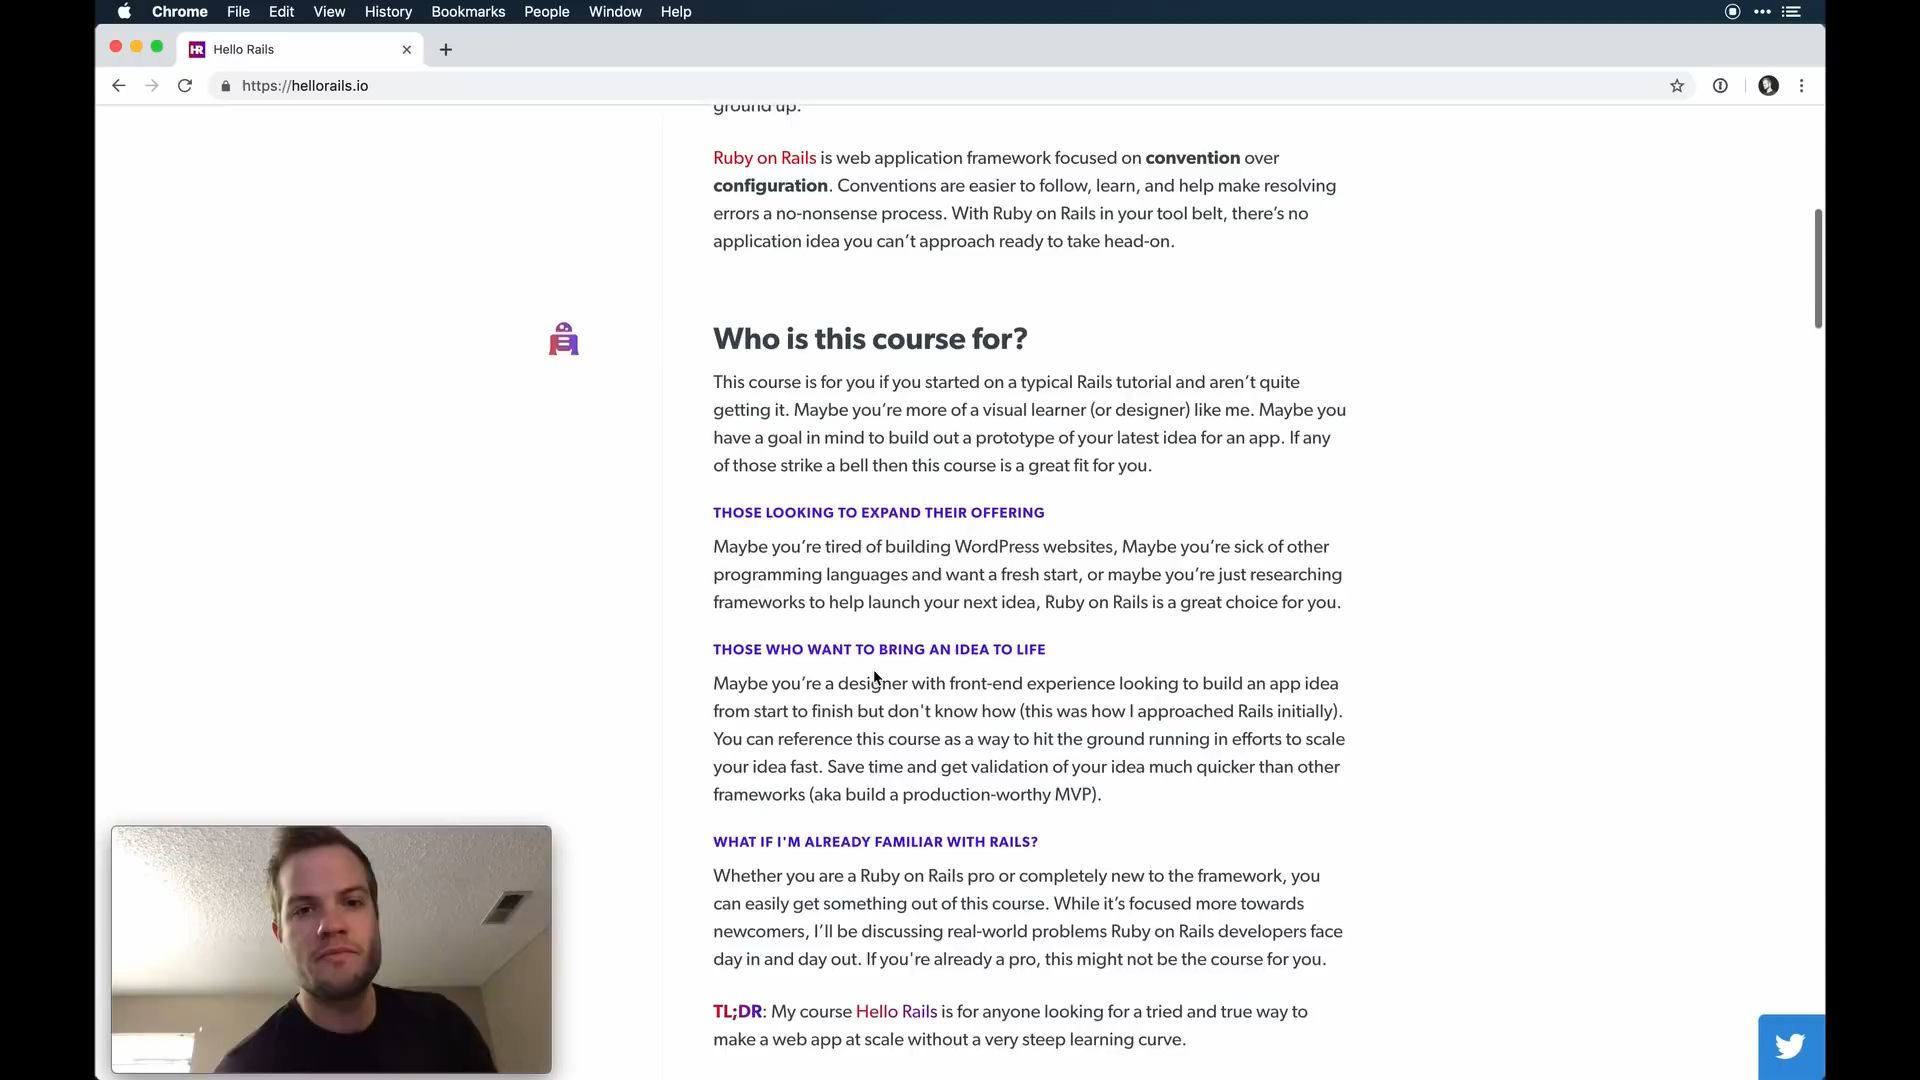 Chrome File Edit View History Bookmarks People Window Help
HR Hello Rails
https://hellorails.io
ground up.
Ruby on Rails is web application framework focused on convention over
configuration. Conventions are easier to follow, learn, and help make resolving
errors a no-nonsense process. With Ruby on Rails in your tool belt, there’s no
application idea you can’t approach ready to take head-on.
Who is this course for?
This course is for you if you started on a typical Rails tutorial and aren’t quite
getting it. Maybe you’re more of a visual learner (or designer) like me. Maybe you
have a goal in mind to build out a prototype of your latest idea for an app. If any
of those strike a bell then this course is a great fit for you.
THOSE LOOKING TO EXPAND THEIR OFFERING
Maybe you’re tired of building WordPress websites, Maybe you’re sick of other
programming languages and want a fresh start, or maybe you’re just researching
frameworks to help launch your next idea, Ruby on Rails is a great choice for you.
THOSE WHO WANT TO BRING AN IDEA TO LIFE
Maybe you’re a designer with front-end experience looking to build an app idea
from start to finish but don't know how (this was how I approached Rails initially).
You can reference this course as a way to hit the ground running in efforts to scale
your idea fast. Save time and get validation of your idea much quicker than other
frameworks (aka build a production-worthy MVP).
WHAT IF I'M ALREADY FAMILIAR WITH RAILS?
Whether you are a Ruby on Rails pro or completely new to the framework, you
can easily get something out of this course. While it’s focused more towards
newcomers, I’ll be discussing real-world problems Ruby on Rails developers face
day in and day out. If you're already a pro, this might not be the course for you.
TL;DR: My course Hello Rails is for anyone looking for a tried and true way to
make a web app at scale without a very steep learning curve.